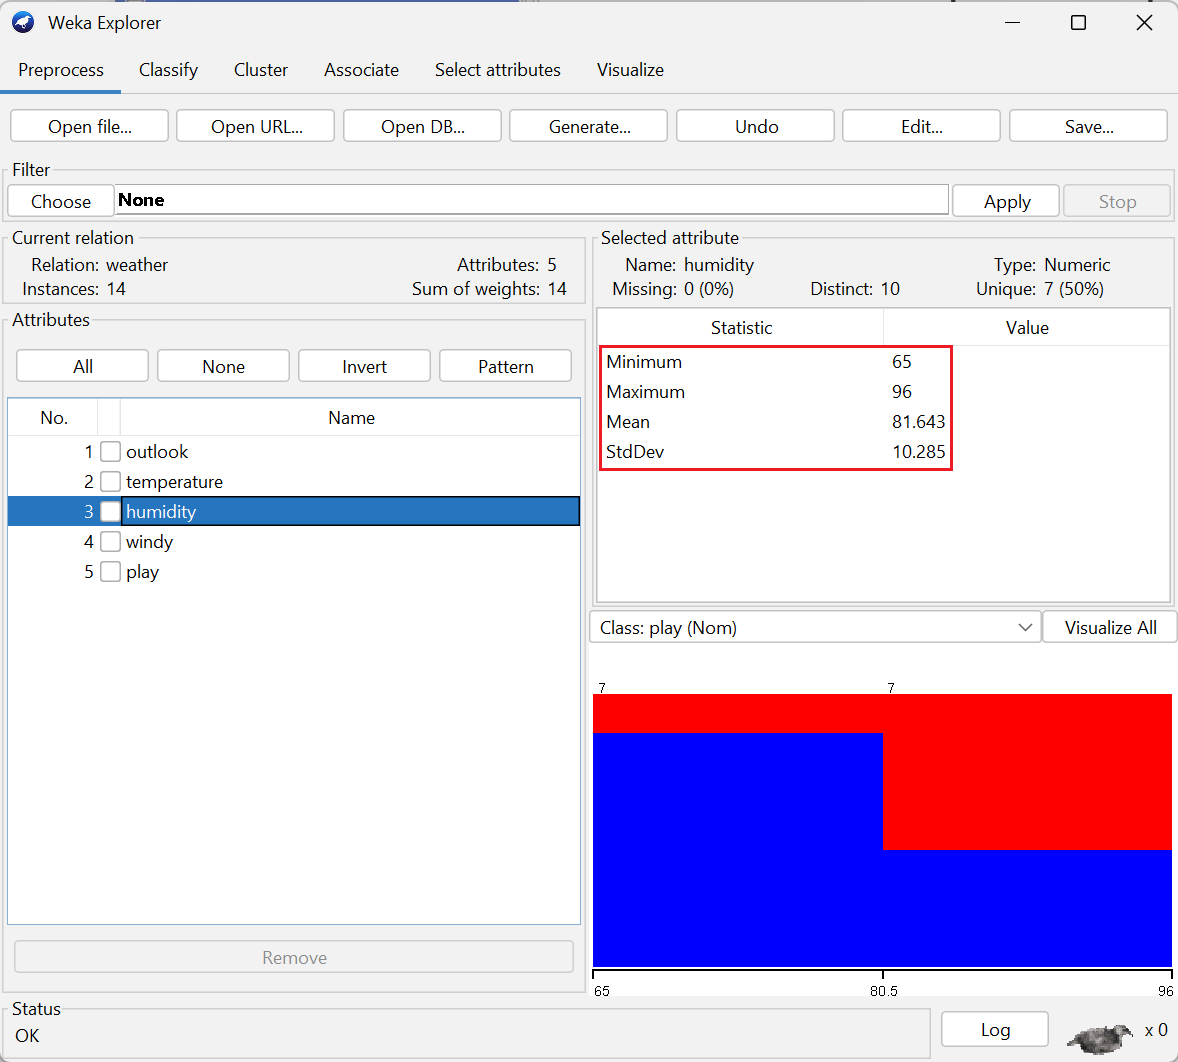 Weka Explorer
Preprocess Classify Cluster Associate Select attributes Visualize
Open file... Open URL... Open DB... Generate... Undo Edit... Save...
Filter
Choose None Apply Stop
Current relation
Relation: weather Attributes: 5
Instances: 14 Sum of weights: 14
Attributes
All None Invert Pattern
No. Name
1 outlook
2 temperature
3 humidity
4 windy
5 play
Remove
Selected attribute
Name: humidity Type: Numeric
Missing: 0 (0%) Distinct: 10 Unique: 7 (50%)
Statistic Value
Minimum 65
Maximum 96
Mean 81.643
StdDev 10.285
Class: play (Nom) Visualize All
7 7
65 80.5 96
Status
OK
Log x 0